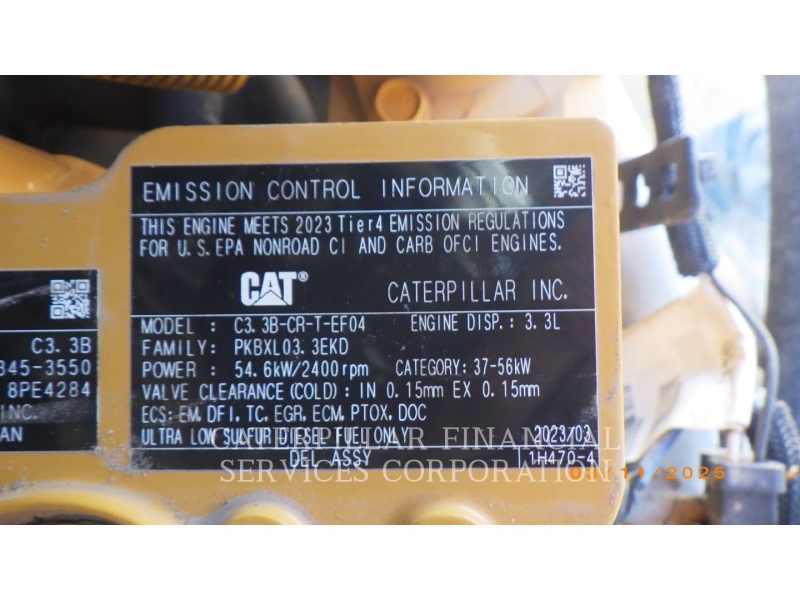 EMISSION CONTROL INFORMATION
THIS ENGINE MEETS 2023 Tier4 EMISSION REGULATIONS
FOR U.S.EPA NONROAD CI AND CARB OFCI ENGINES.
CAT® CATERPILLAR INC.
MODEL : C3.3B-CR-T-EF04 ENGINE DISP.: 3.3L
FAMILY: PKBXL03.3EKD
POWER : 54.6kW/2400rpm CATEGORY: 37-56kW
VALVE CLEARANCE(COLD): IN 0.15mm EX 0.15mm
ECS: EM, DFI, TC, EGR, ECM, PTOX, DOC
ULTRA LOW SULFUR DIESEL FUEL ONLY 2023/03
DEL ASSY 1H470-4
C3.3B
345-3550
8PE4284
INC.
AN
CATERPILLAR FINANCIAL
SERVICES CORPORATION
/11/2025